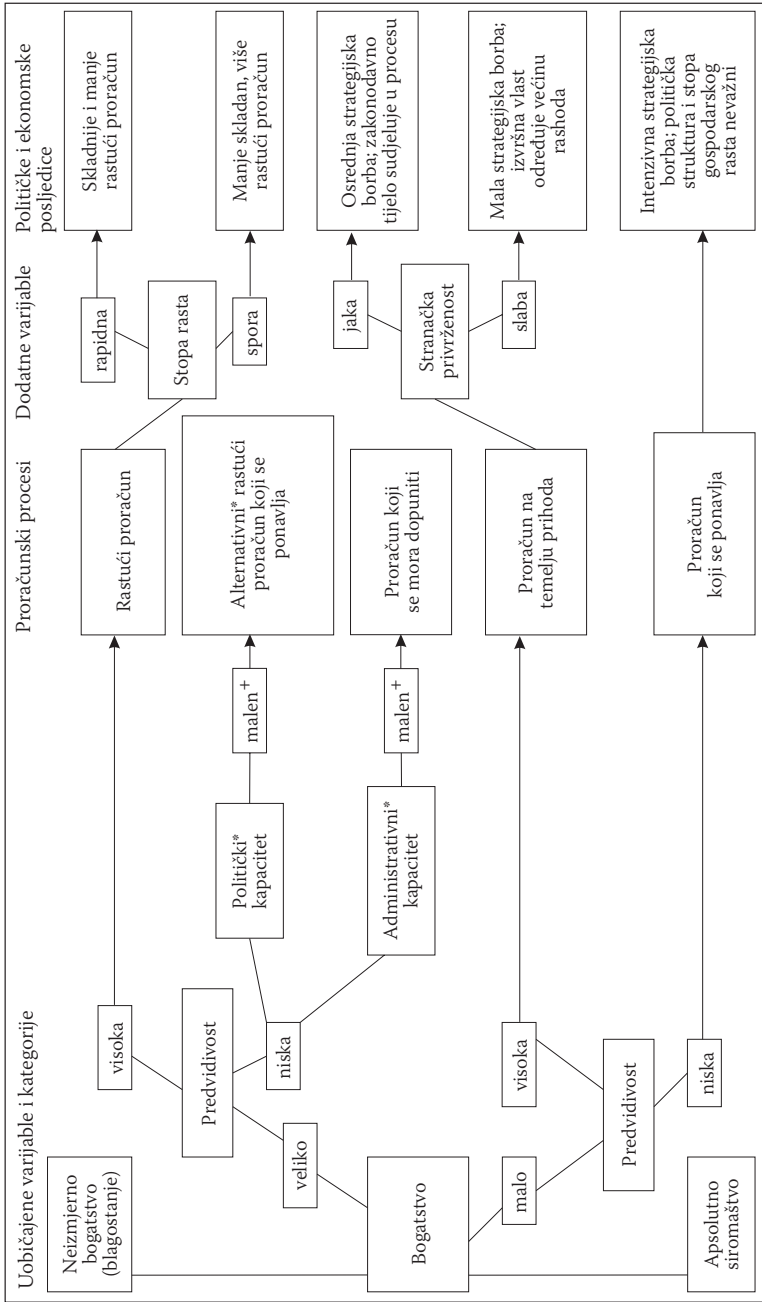 Uobičajene varijable i kategorije
Proračunski procesi
Dodatne varijable
Političke i ekonomske
posljedice
Neizmjerno
bogatstvo
(blagostanje)
visoka
Rastući proračun
rapidna
Skladnije i manje
rastući proračun
Predvidivost
Stopa rasta
niska
Politički*
kapacitet
malen+
Alternativni* rastući
proračun koji se
ponavlja
spora
Manje skladan, više
rastući proračun
veliko
Bogatstvo
Administrativni*
kapacitet
malen+
Proračun koji
se mora dopuniti
jaka
Osrednja strategijska
borba; zakonodavno
tijelo sudjeluje u procesu
Stranačka
privrženost
malo
visoka
Proračun na
temelju prihoda
slaba
Mala strategijska borba;
izvršna vlast
određuje većinu
rashoda
Predvidivost
Apsolutno
siromaštvo
niska
Proračun
koji se ponavlja
Intenzivna strategijska
borba; politička
struktura i stopa
gospodarskog
rasta nevažni